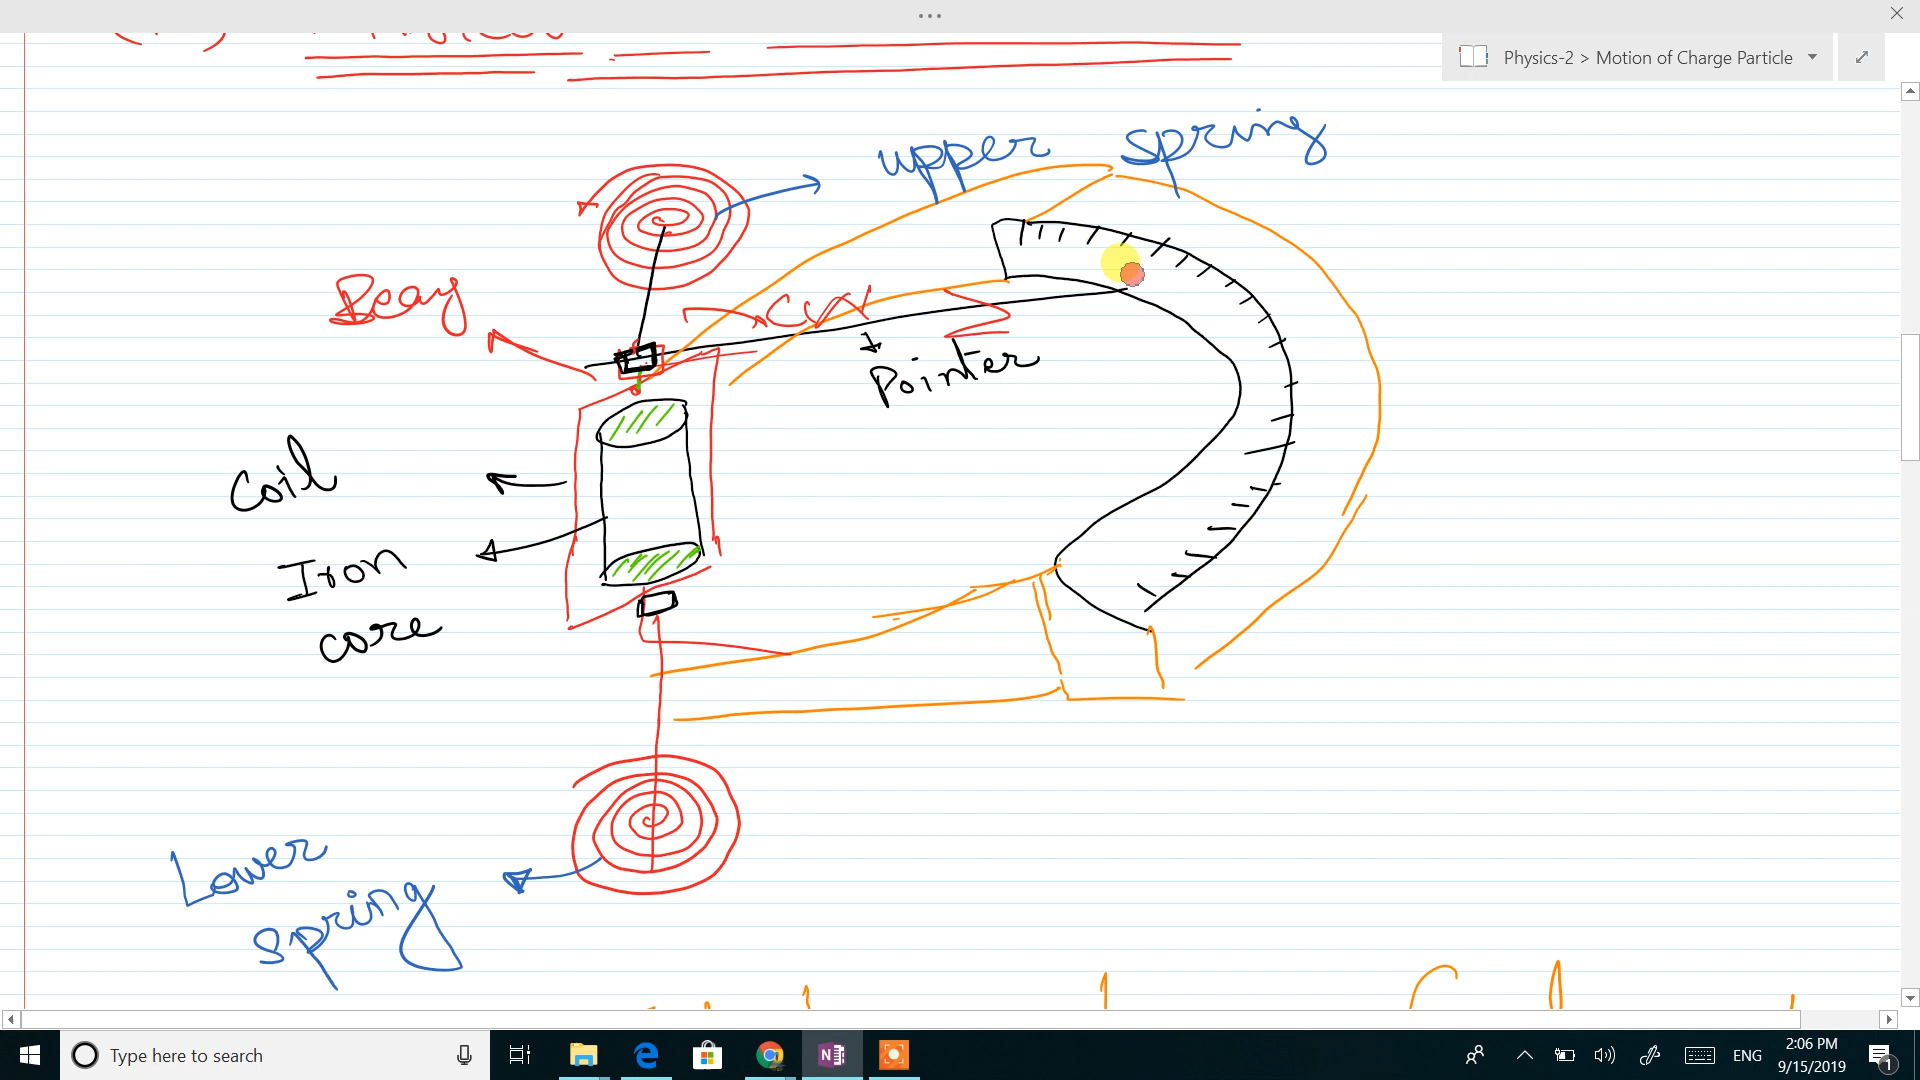 Physics-2 > Motion of Charge Particle
upper spring
Pointer
Coil
Iron
core
Lower
spring
Type here to search
ENG
2:06 PM
9/15/2019
1